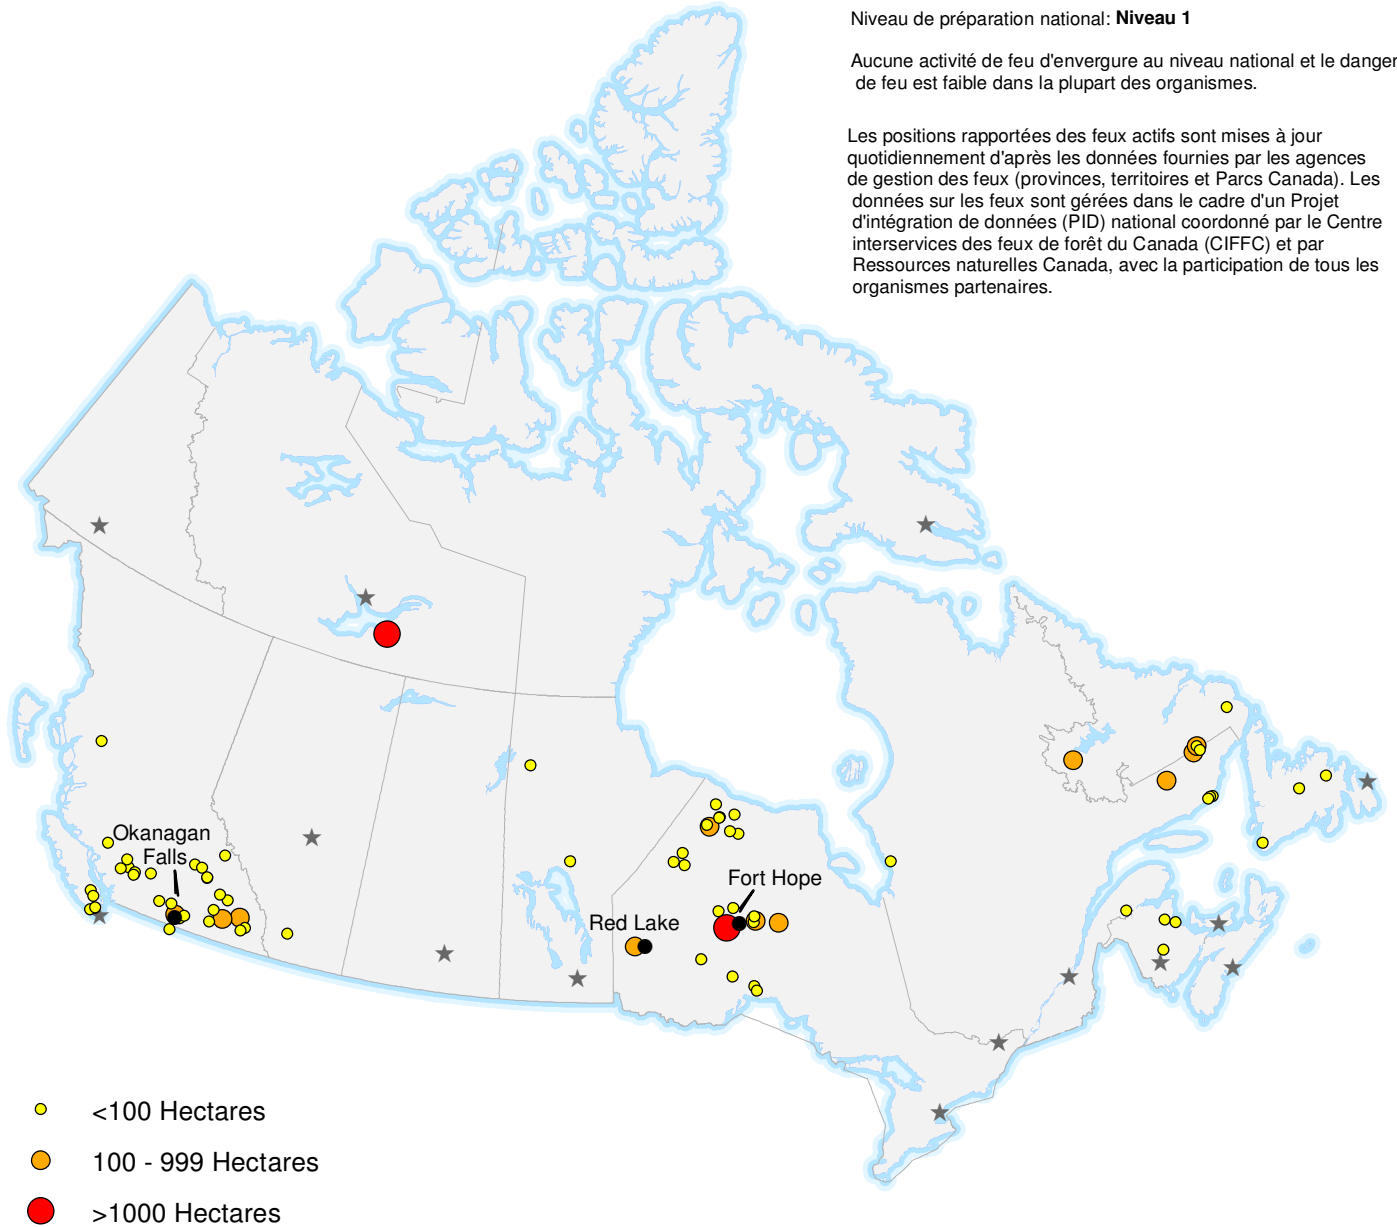 Niveau de préparation national: Niveau 1
Aucune activité de feu d'envergure au niveau national et le danger
de feu est faible dans la plupart des organismes.
Les positions rapportées des feux actifs sont mises à jour
quotidiennement d'après les données fournies par les agences
de gestion des feux (provinces, territoires et Parcs Canada). Les
données sur les feux sont gérées dans le cadre d'un Projet
d'intégration de données (PID) national coordonné par le Centre
interservices des feux de forêt du Canada (CIFFC) et par
Ressources naturelles Canada, avec la participation de tous les
organismes partenaires.
Okanagan
Falls
Fort Hope
Red Lake
<100 Hectares
100 - 999 Hectares
>1000 Hectares